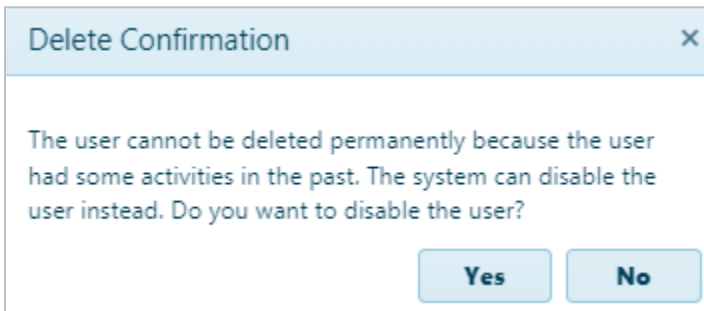 Delete Confirmation
The user cannot be deleted permanently because the user
had some activities in the past. The system can disable the
user instead. Do you want to disable the user?
Yes No